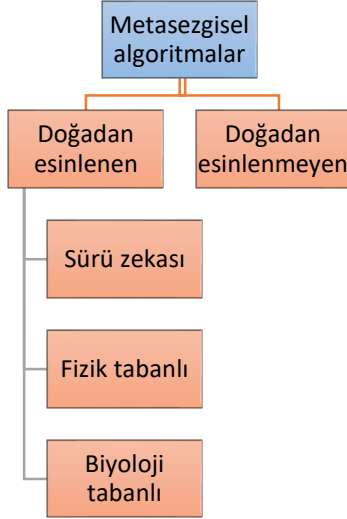 Metasezgisel
algoritmalar
Doğadan
esinlenen
Doğadan
esinlenmeyen
Sürü zekası
Fizik tabanlı
Biyoloji
tabanlı